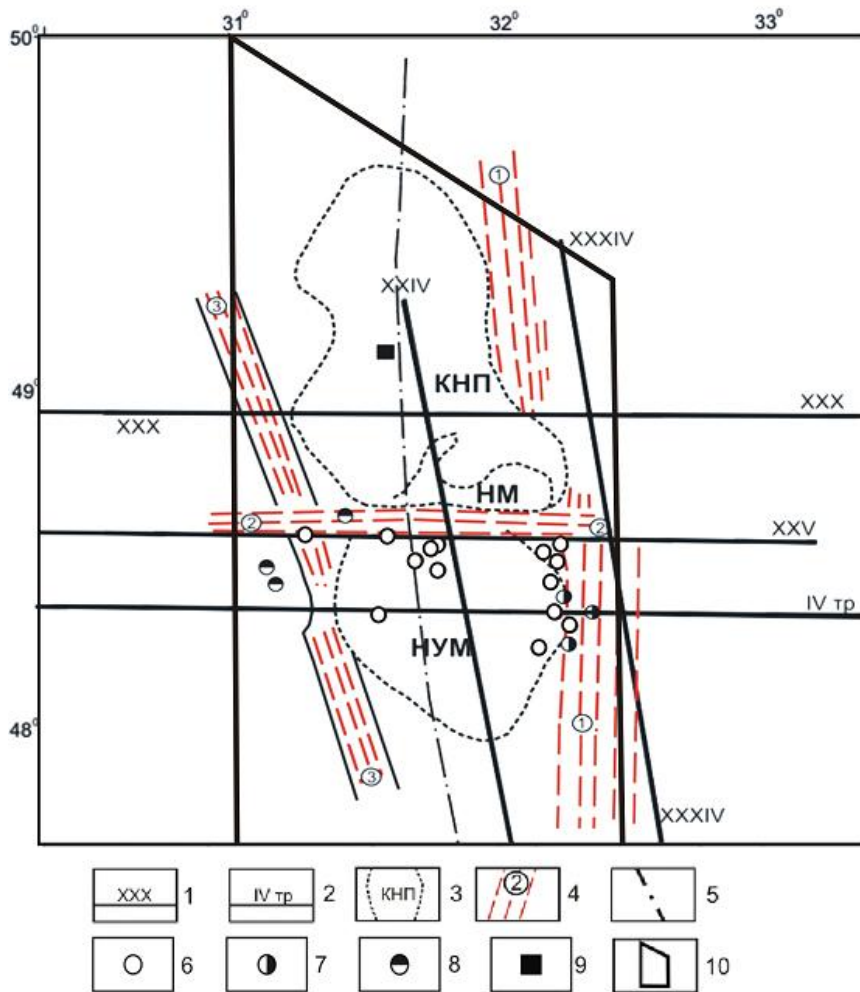 31° 32° 33°
50°
①
XXXIV
③
XXIV
49°
КНП
XXX
XXX
НМ
② ②
XXV
IV тр
НУМ
48°
①
③
XXXIV
XXX 1 IV тр 2 КНП 3 ② 4 5
6 7 8 9 10